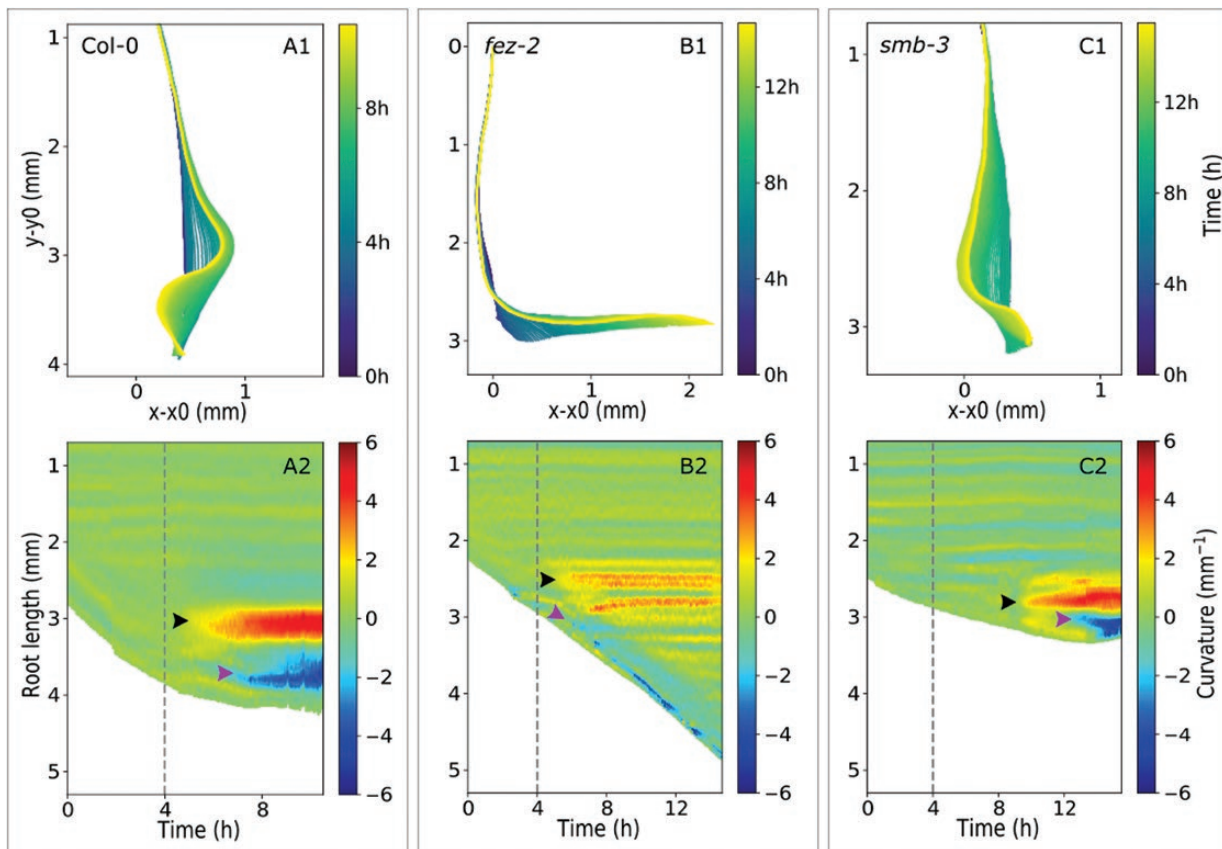 Col-0
A1
1
2
3
4
y-y0 (mm)
0
1
x-x0 (mm)
8h
4h
0h
fez-2
B1
0
1
2
3
0
1
2
x-x0 (mm)
12h
8h
4h
0h
smb-3
C1
1
2
3
0
1
x-x0 (mm)
12h
8h
4h
0h
Time (h)
A2
1
2
3
4
5
Root length (mm)
0
4
8
Time (h)
6
4
2
0
−2
−4
−6
B2
1
2
3
4
5
0
4
8
12
Time (h)
6
4
2
0
−2
−4
−6
C2
1
2
3
4
5
0
4
8
12
Time (h)
6
4
2
0
−2
−4
−6
Curvature (mm⁻¹)